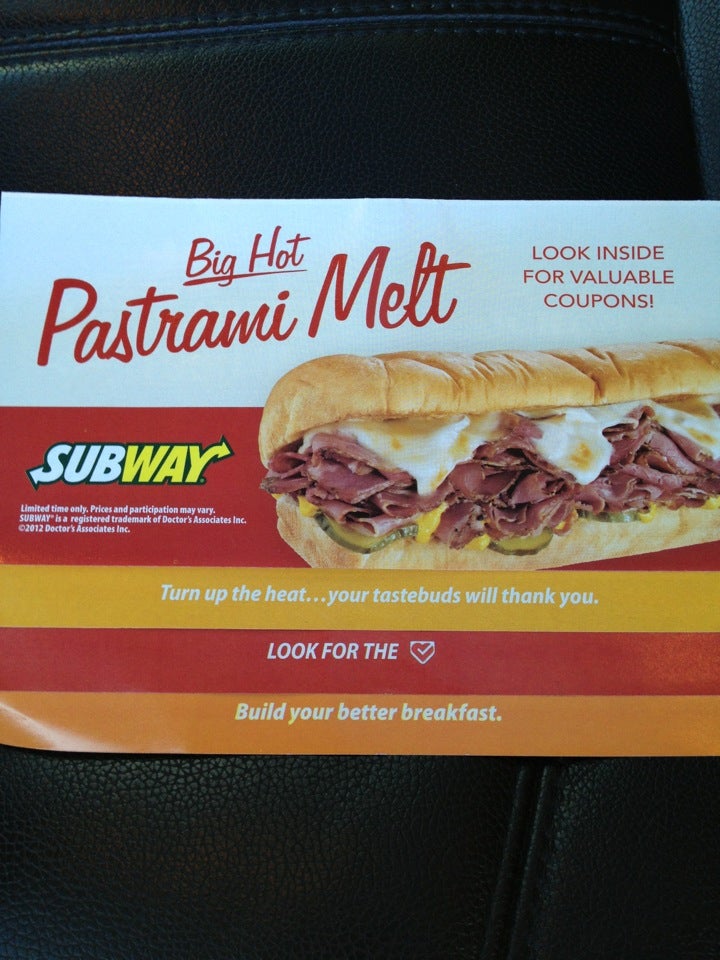 Big Hot
Pastrami Melt
LOOK INSIDE
FOR VALUABLE
COUPONS!
SUBWAY®
Limited time only. Prices and participation may vary.
SUBWAY® is a registered trademark of Doctor's Associates Inc.
©2012 Doctor's Associates Inc.
Turn up the heat...your tastebuds will thank you.
LOOK FOR THE
Build your better breakfast.